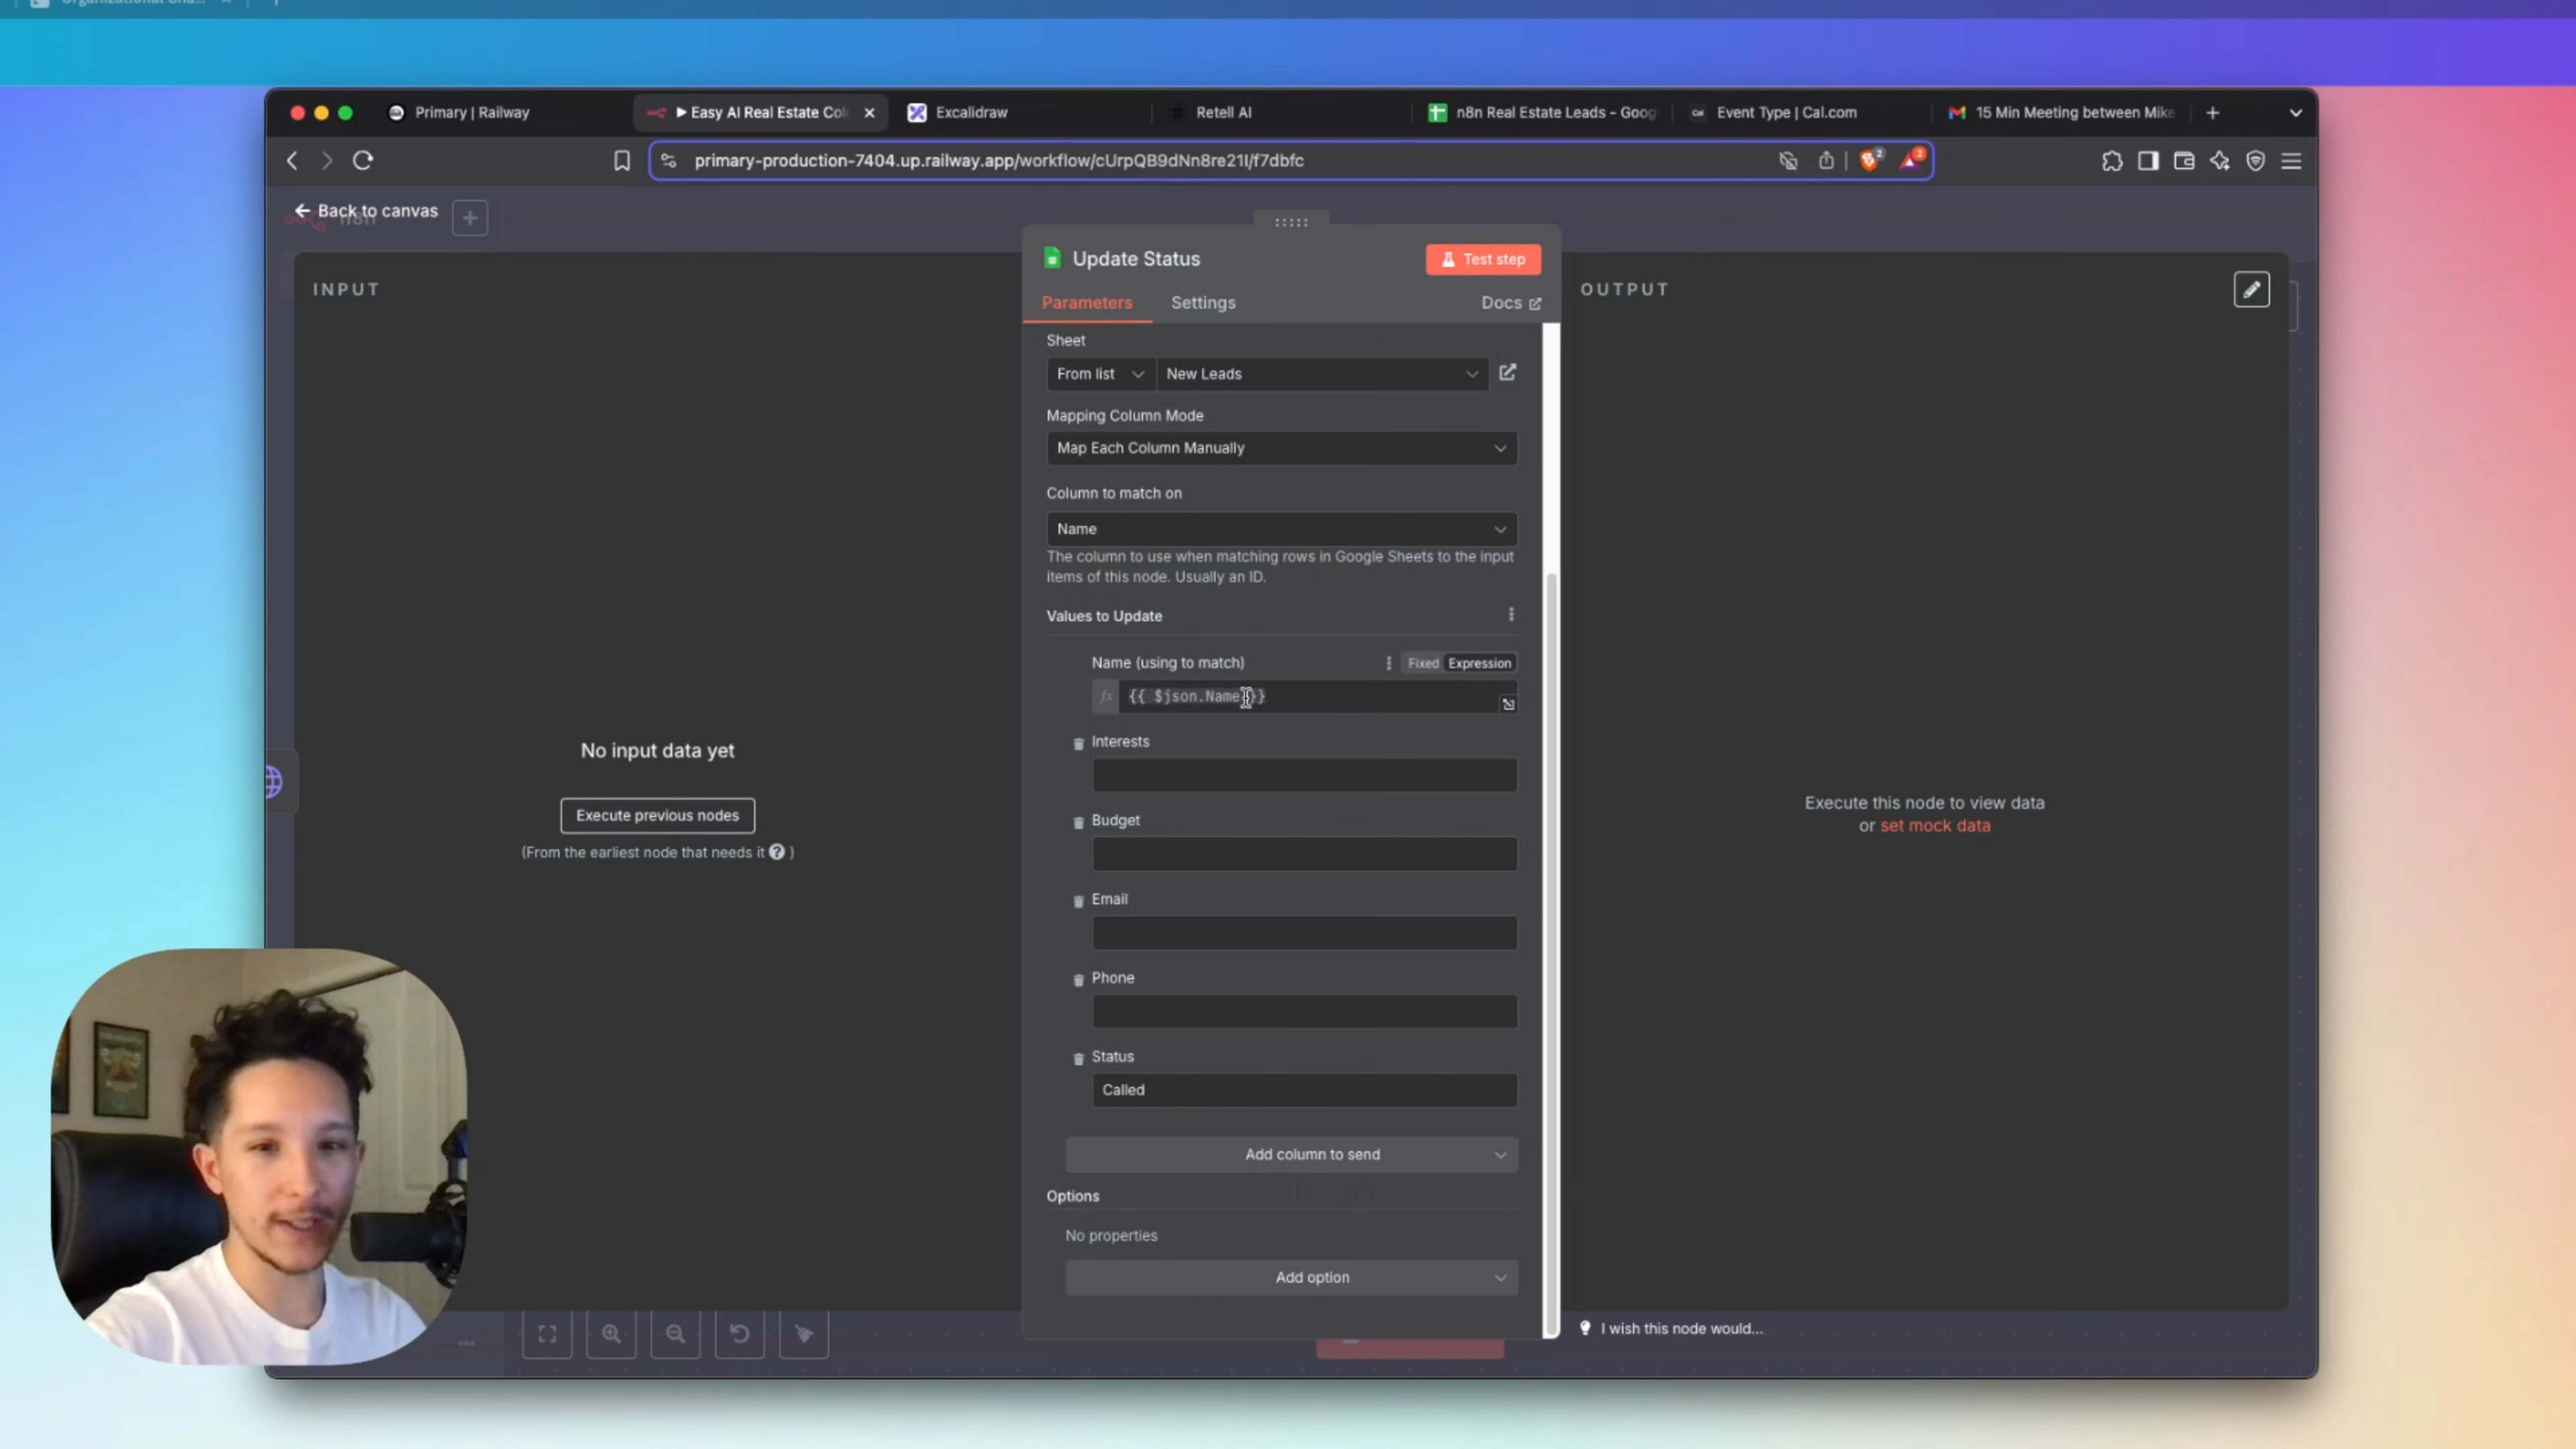 Primary | Railway
Easy AI Real Estate Col
Excalidraw
Retell AI
n8n Real Estate Leads - Goog
Cal
Event Type | Cal.com
15 Min Meeting between Mike
primary-production-7404.up.railway.app/workflow/cUrpQB9dNn8re21I/f7dbfc
2
2
Back to canvas
n8n
INPUT
No input data yet
Execute previous nodes
(From the earliest node that needs it ? )
Update Status
Test step
Parameters
Settings
Docs
Sheet
From list
New Leads
Mapping Column Mode
Map Each Column Manually
Column to match on
Name
The column to use when matching rows in Google Sheets to the input
items of this node. Usually an ID.
Values to Update
Name (using to match)
Fixed
Expression
fx
{{ $json.Name }}
Interests
Budget
Email
Phone
Status
Called
Add column to send
Options
No properties
Add option
OUTPUT
Execute this node to view data
or set mock data
I wish this node would...